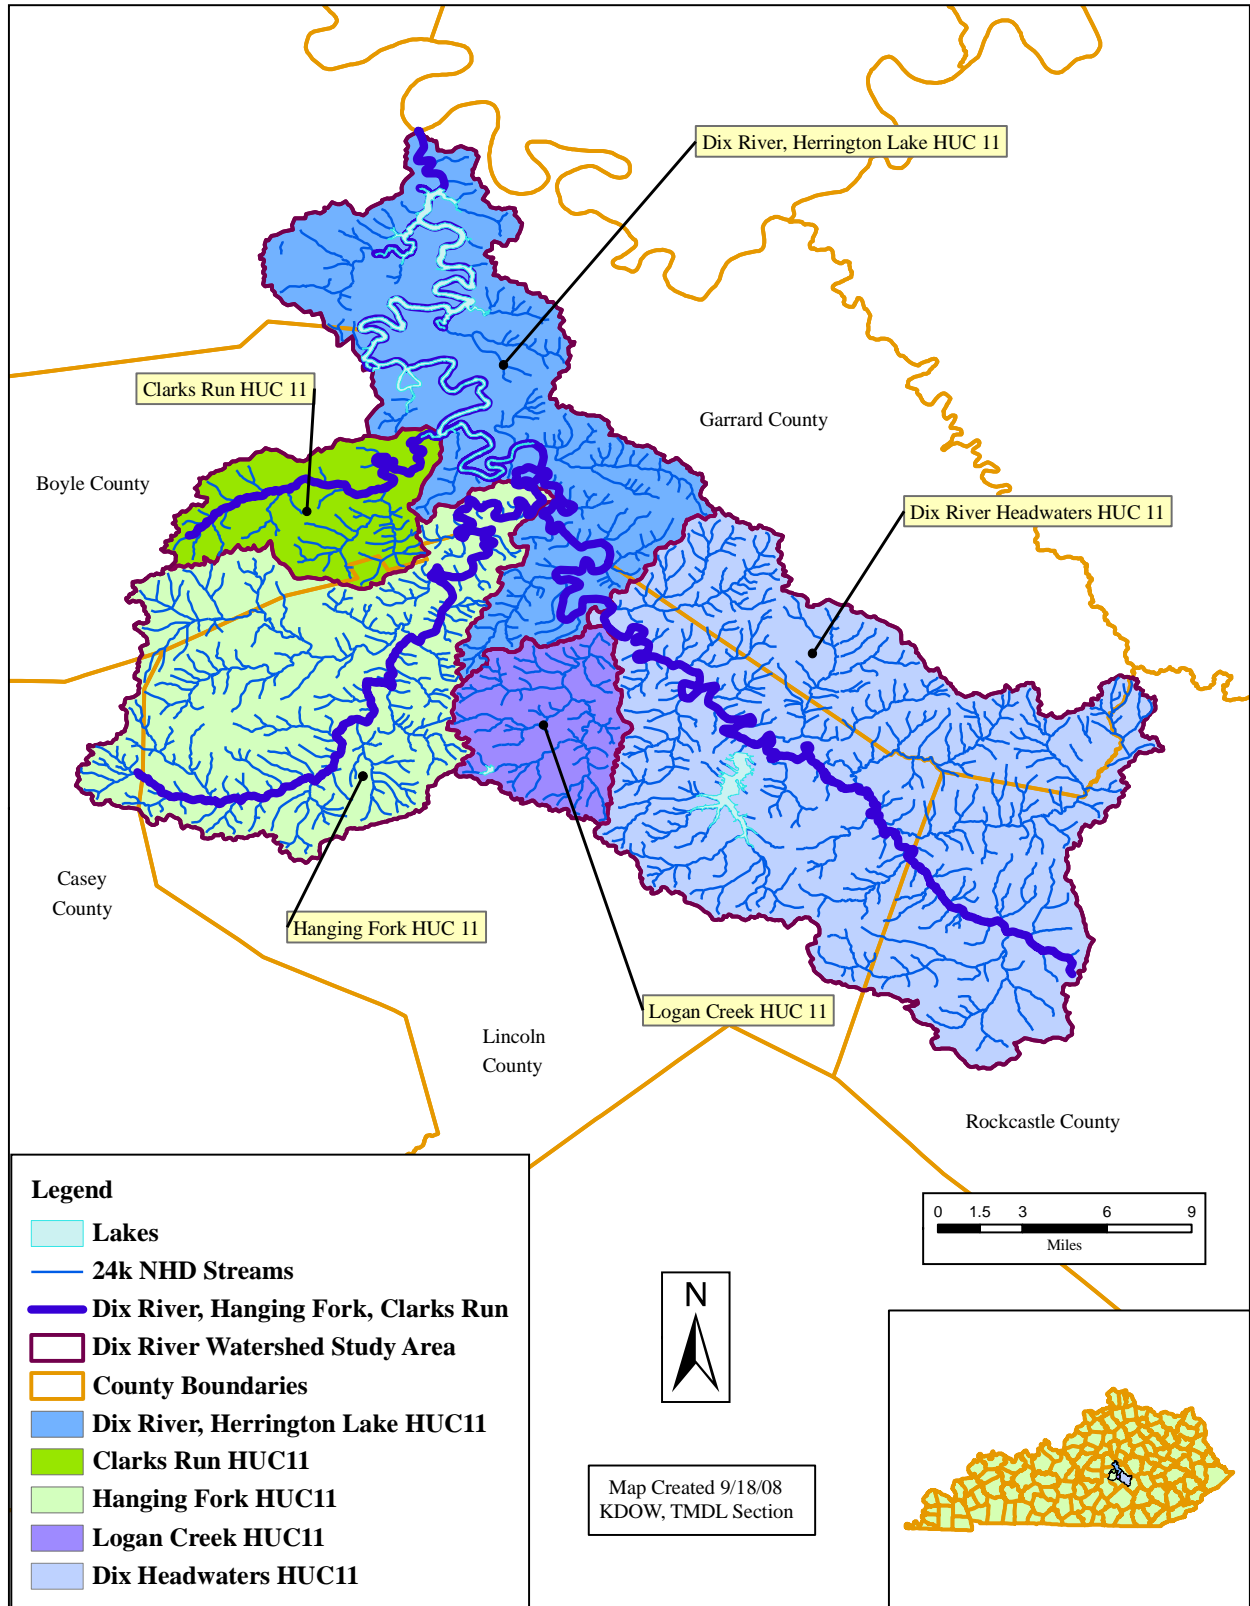 Dix River, Herrington Lake HUC 11
Clarks Run HUC 11
Garrard County
Boyle County
Dix River Headwaters HUC 11
Casey
County
Hanging Fork HUC 11
Logan Creek HUC 11
Lincoln
County
Rockcastle County
Legend
Lakes
24k NHD Streams
Dix River, Hanging Fork, Clarks Run
Dix River Watershed Study Area
County Boundaries
Dix River, Herrington Lake HUC11
Clarks Run HUC11
Hanging Fork HUC11
Logan Creek HUC11
Dix Headwaters HUC11
0 1.5 3 6 9
Miles
N
Map Created 9/18/08
KDOW, TMDL Section